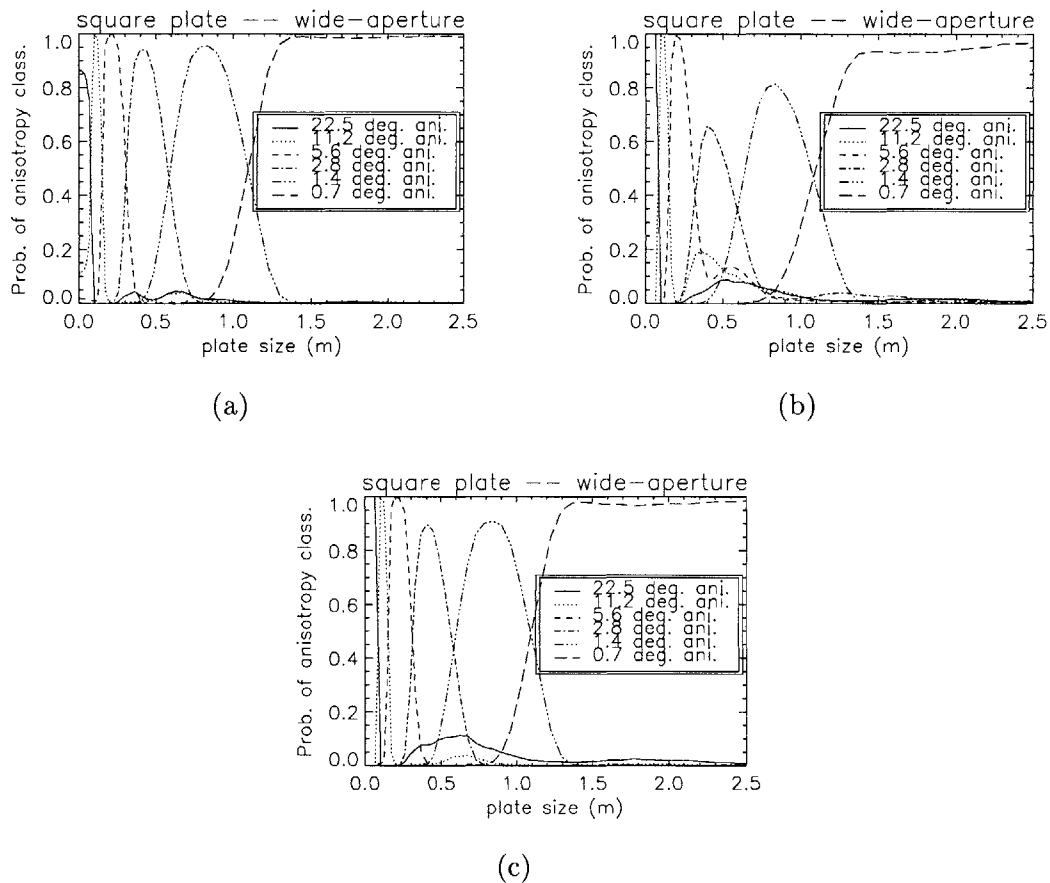 square plate -- wide-aperture
Prob. of anisotropy class.
1.0
0.8
0.6
0.4
0.2
0.0
22.5 deg. ani.
11.2 deg. ani.
5.6 deg. ani.
2.8 deg. ani.
1.4 deg. ani.
0.7 deg. ani.
0.0 0.5 1.0 1.5 2.0 2.5
plate size (m)
(a)
square plate -- wide-aperture
Prob. of anisotropy class.
1.0
0.8
0.6
0.4
0.2
0.0
22.5 deg. ani.
11.2 deg. ani.
5.6 deg. ani.
2.8 deg. ani.
1.4 deg. ani.
0.7 deg. ani.
0.0 0.5 1.0 1.5 2.0 2.5
plate size (m)
(b)
square plate -- wide-aperture
Prob. of anisotropy class.
1.0
0.8
0.6
0.4
0.2
0.0
22.5 deg. ani.
11.2 deg. ani.
5.6 deg. ani.
2.8 deg. ani.
1.4 deg. ani.
0.7 deg. ani.
0.0 0.5 1.0 1.5 2.0 2.5
plate size (m)
(c)